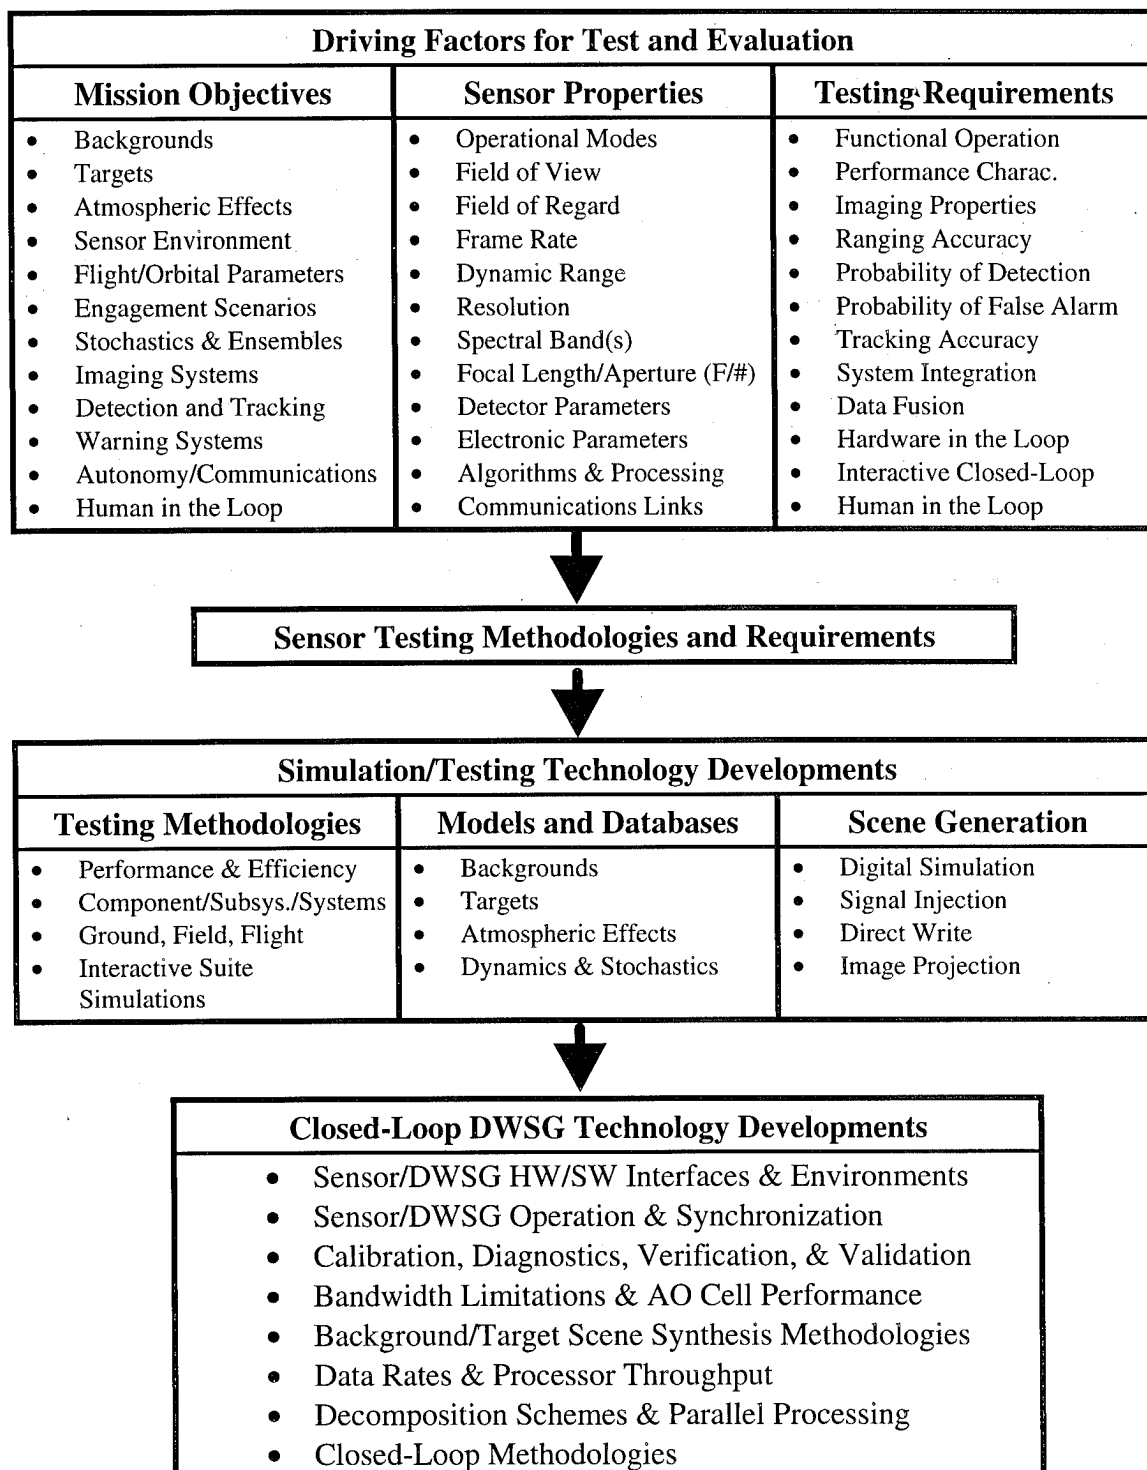 Driving Factors for Test and Evaluation
Mission Objectives
• Backgrounds
• Targets
• Atmospheric Effects
• Sensor Environment
• Flight/Orbital Parameters
• Engagement Scenarios
• Stochastics & Ensembles
• Imaging Systems
• Detection and Tracking
• Warning Systems
• Autonomy/Communications
• Human in the Loop
Sensor Properties
• Operational Modes
• Field of View
• Field of Regard
• Frame Rate
• Dynamic Range
• Resolution
• Spectral Band(s)
• Focal Length/Aperture (F/#)
• Detector Parameters
• Electronic Parameters
• Algorithms & Processing
• Communications Links
Testing Requirements
• Functional Operation
• Performance Charac.
• Imaging Properties
• Ranging Accuracy
• Probability of Detection
• Probability of False Alarm
• Tracking Accuracy
• System Integration
• Data Fusion
• Hardware in the Loop
• Interactive Closed-Loop
• Human in the Loop
Sensor Testing Methodologies and Requirements
Simulation/Testing Technology Developments
Testing Methodologies
• Performance & Efficiency
• Component/Subsys./Systems
• Ground, Field, Flight
• Interactive Suite
Simulations
Models and Databases
• Backgrounds
• Targets
• Atmospheric Effects
• Dynamics & Stochastics
Scene Generation
• Digital Simulation
• Signal Injection
• Direct Write
• Image Projection
Closed-Loop DWSG Technology Developments
• Sensor/DWSG HW/SW Interfaces & Environments
• Sensor/DWSG Operation & Synchronization
• Calibration, Diagnostics, Verification, & Validation
• Bandwidth Limitations & AO Cell Performance
• Background/Target Scene Synthesis Methodologies
• Data Rates & Processor Throughput
• Decomposition Schemes & Parallel Processing
• Closed-Loop Methodologies